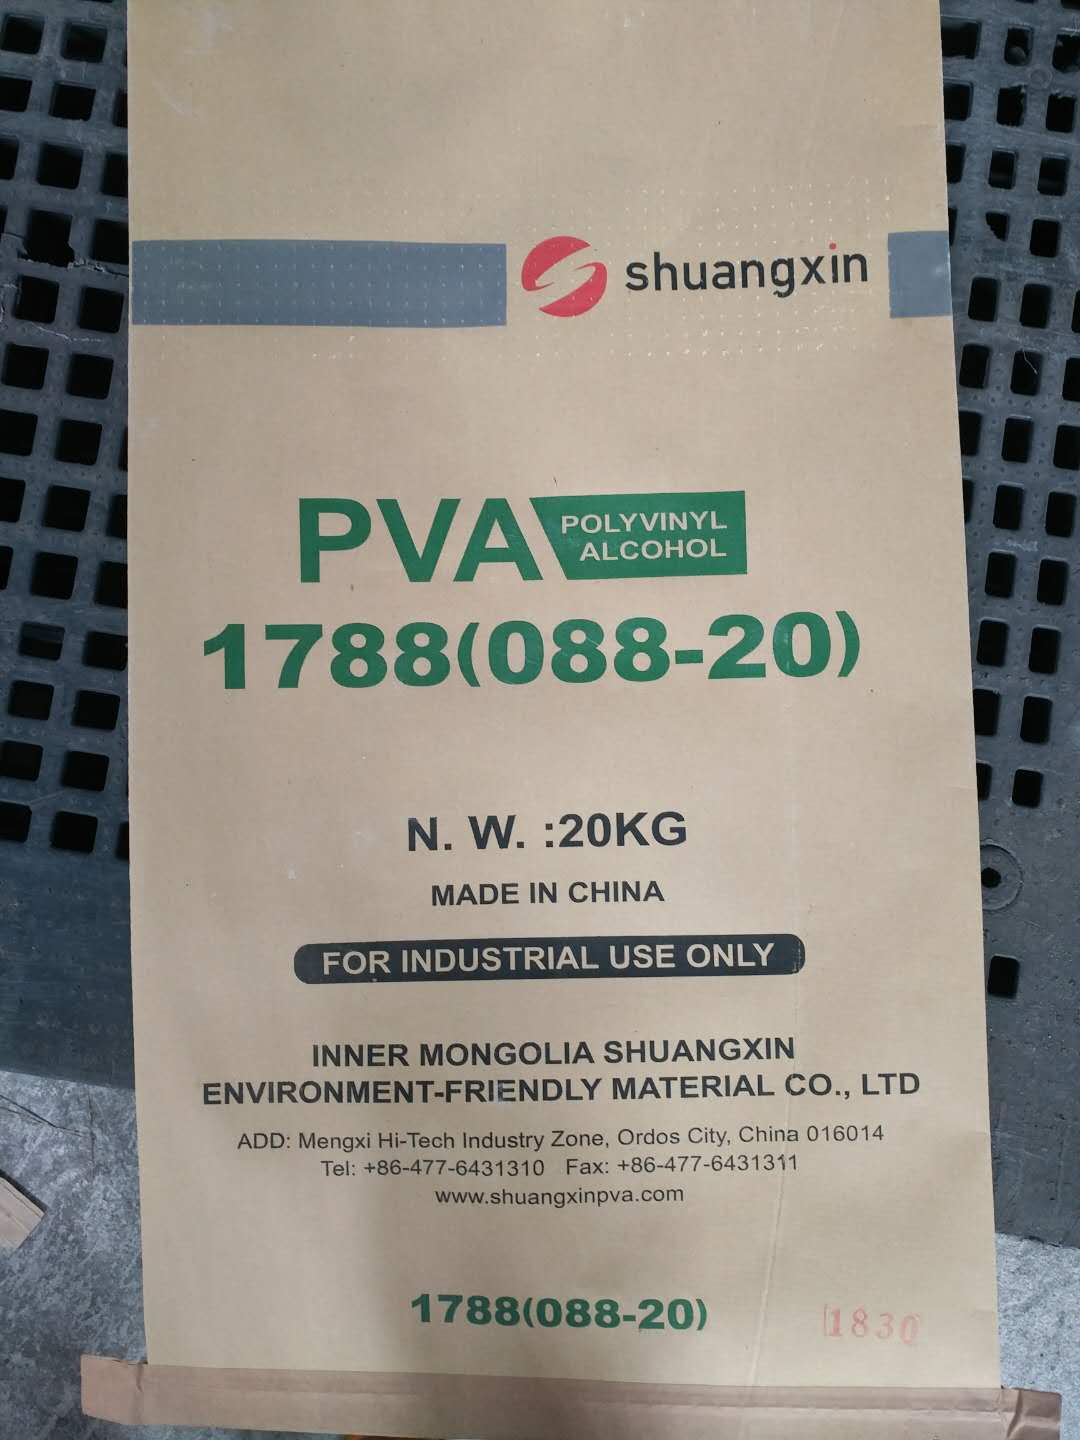 shuangxin
PVA POLYVINYL
ALCOHOL
1788(088-20)
N. W. :20KG
MADE IN CHINA
FOR INDUSTRIAL USE ONLY
INNER MONGOLIA SHUANGXIN
ENVIRONMENT-FRIENDLY MATERIAL CO., LTD
ADD: Mengxi Hi-Tech Industry Zone, Ordos City, China 016014
Tel: +86-477-6431310 Fax: +86-477-6431311
www.shuangxinpva.com
1788(088-20)
1830